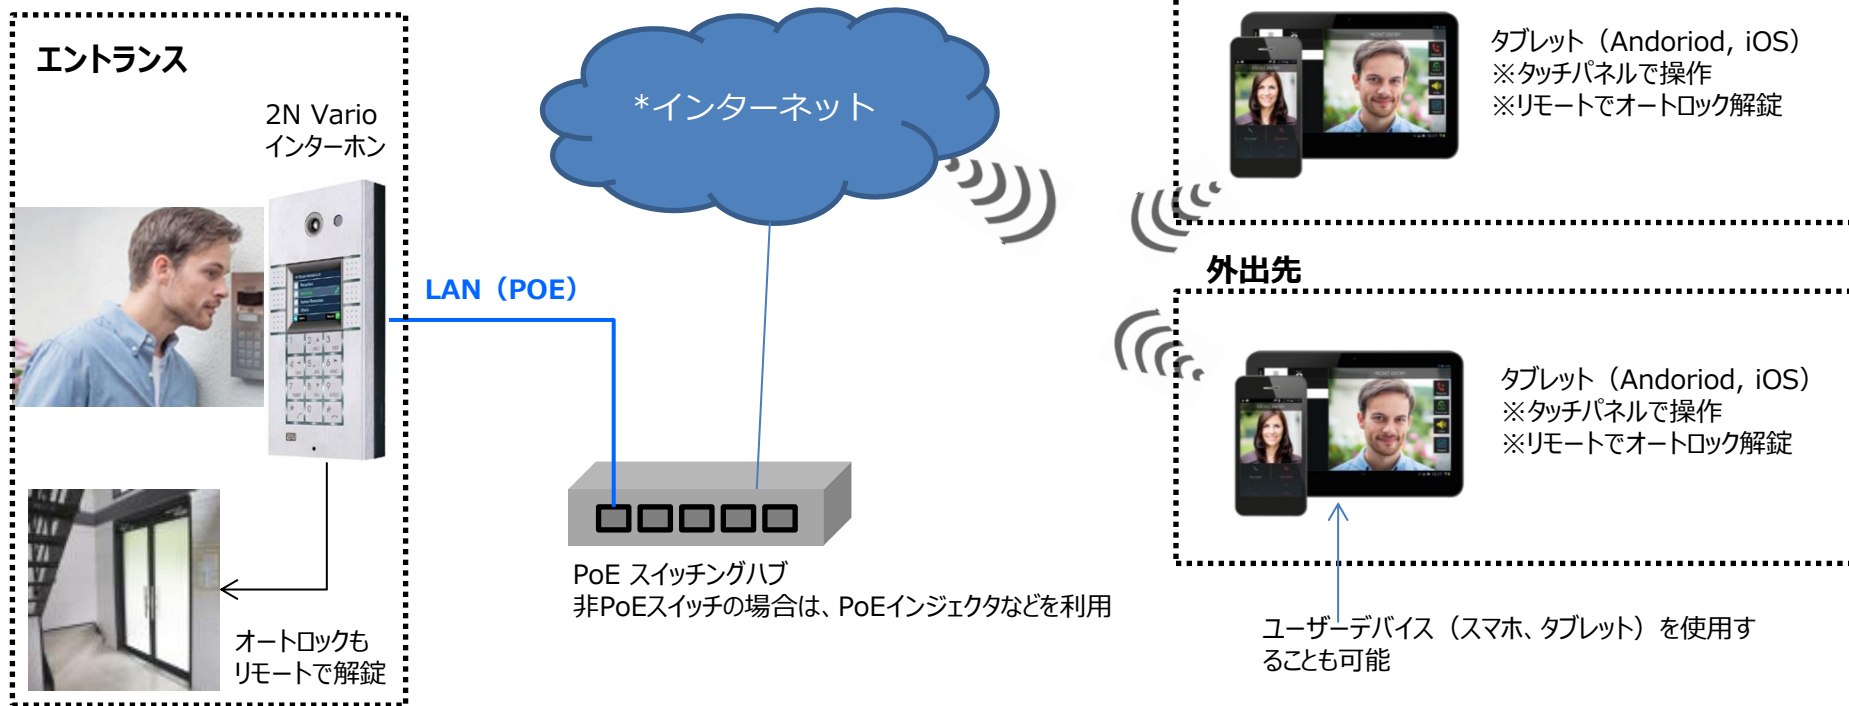 エントランス
2N Vario
インターホン
オートロックも
リモートで解錠
LAN（POE）
*インターネット
PoE スイッチングハブ
非PoEスイッチの場合は、PoEインジェクタなどを利用
タブレット（Andoriod, iOS）
※タッチパネルで操作
※リモートでオートロック解錠
外出先
タブレット（Andoriod, iOS）
※タッチパネルで操作
※リモートでオートロック解錠
ユーザーデバイス（スマホ、タブレット）を使用す
ることも可能